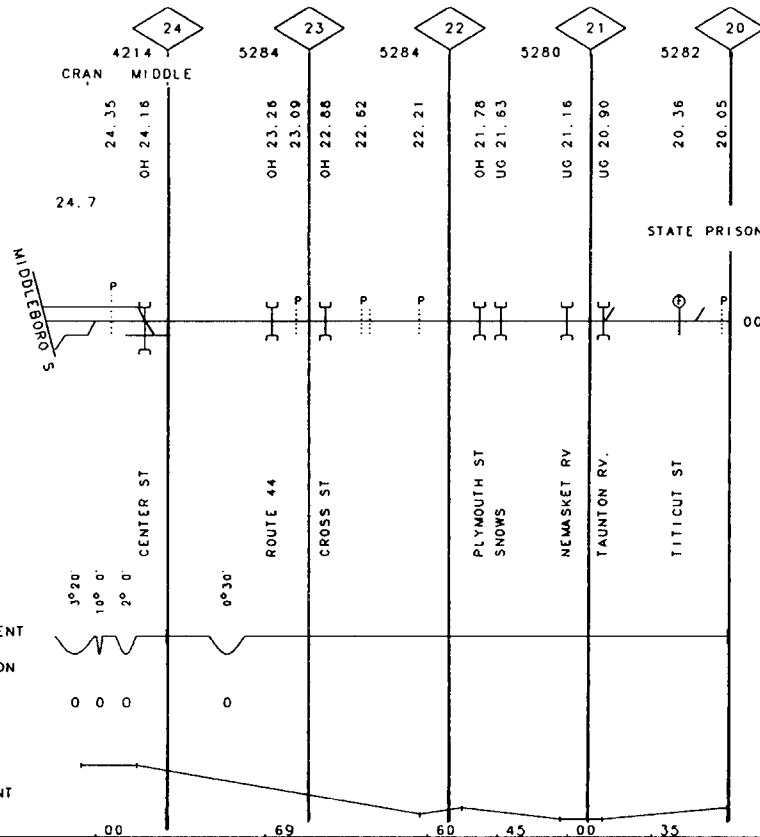 24 23 22 21 20
4214 5284 5284 5280 5282
CRAN MIDDLE
24.35
OH 24.16
OH 23.26
23.09
OH 22.88
22.62
22.21
OH 21.78
UG 21.63
UG 21.16
UG 20.90
20.36
20.05
24.7
STATE PRISON
MIDDLEBORO S
P P P P F P
00
CENTER ST
ROUTE 44
CROSS ST
PLYMOUTH ST
SNOWS
NEMASKET RV
TAUNTON RV.
TITICUT ST
3°20'
10° 0'
2° 0'
0°30'
ENT
ON
0 0 0 0
NT
00 69 60 45 00 35